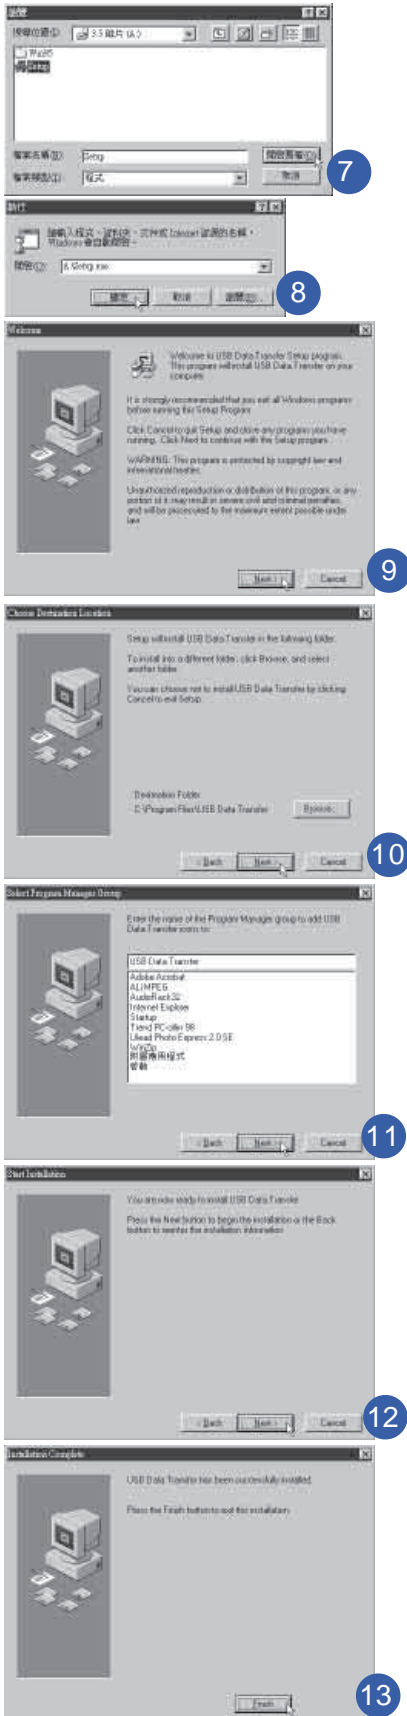 瀏覽
搜尋位置(I):
3.5 磁片 (A:)
Win95
Setup
檔案名稱(N):
Setup
開啟舊檔(O)
檔案類型(T):
程式
取消
7
執行
請輸入程式、資料夾、文件或 Internet 資源的名稱，
Windows 會自動開啟。
開啟(O):
A:\Setup.exe
確定
取消
瀏覽(B)...
8
Welcome
Welcome to USB Data Transfer Setup program.
This program will install USB Data Transfer on your
computer.
It is strongly recommended that you exit all Windows programs
before running this Setup Program.
Click Cancel to quit Setup and close any programs you have
running. Click Next to continue with the Setup program.
WARNING: This program is protected by copyright law and
international treaties.
Unauthorized reproduction or distribution of this program, or any
portion of it, may result in severe civil and criminal penalties,
and will be prosecuted to the maximum extent possible under
law.
Next >
Cancel
9
Choose Destination Location
Setup will install USB Data Transfer in the following folder.
To install into a different folder, click Browse, and select
another folder.
You can choose not to install USB Data Transfer by clicking
Cancel to exit Setup.
Destination Folder
C:\Program Files\USB Data Transfer
Browse...
< Back
Next >
Cancel
10
Select Program Manager Group
Enter the name of the Program Manager group to add USB
Data Transfer icons to:
USB Data Transfer
Adobe Acrobat
ALIMPEG
AudioRack32
Internet Explorer
Startup
Trend PC-cillin 98
Ulead Photo Express 2.0 SE
WinZip
附屬應用程式
啟動
< Back
Next >
Cancel
11
Start Installation
You are now ready to install USB Data Transfer.
Press the Next button to begin the installation or the Back
button to reenter the installation information.
< Back
Next >
Cancel
12
Installation Complete
USB Data Transfer has been successfully installed.
Press the Finish button to exit this installation.
Finish
13